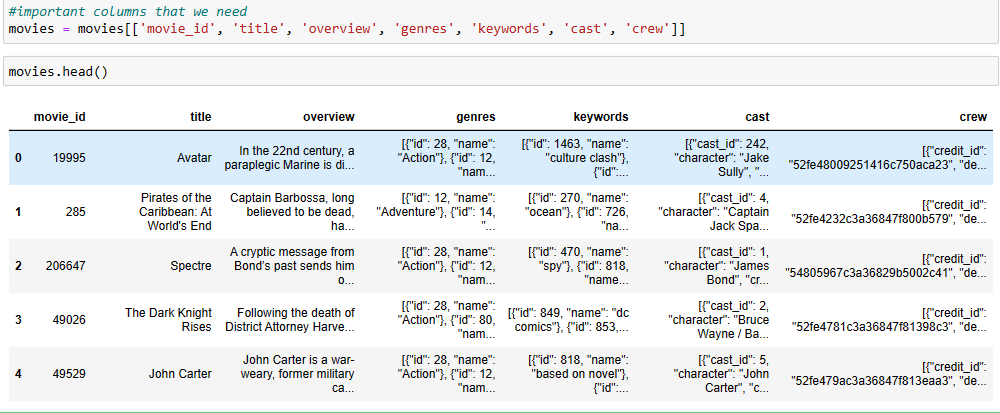 #important columns that we need
movies = movies[['movie_id', 'title', 'overview', 'genres', 'keywords', 'cast', 'crew']]
movies.head()
movie_id title overview genres keywords cast crew
0 19995 Avatar In the 22nd century, a paraplegic Marine is di... [{"id": 28, "name": "Action"}, {"id": 12, "nam... [{"id": 1463, "name": "culture clash"}, {"id":... [{"cast_id": 242, "character": "Jake Sully", "... [{"credit_id": "52fe48009251416c750aca23", "de...
1 285 Pirates of the Caribbean: At World's End Captain Barbossa, long believed to be dead, ha... [{"id": 12, "name": "Adventure"}, {"id": 14, "... [{"id": 270, "name": "ocean"}, {"id": 726, "na... [{"cast_id": 4, "character": "Captain Jack Spa... [{"credit_id": "52fe4232c3a36847f800b579", "de...
2 206647 Spectre A cryptic message from Bond's past sends him o... [{"id": 28, "name": "Action"}, {"id": 12, "nam... [{"id": 470, "name": "spy"}, {"id": 818, "name... [{"cast_id": 1, "character": "James Bond", "cr... [{"credit_id": "54805967c3a36829b5002c41", "de...
3 49026 The Dark Knight Rises Following the death of District Attorney Harve... [{"id": 28, "name": "Action"}, {"id": 80, "nam... [{"id": 849, "name": "dc comics"}, {"id": 853,... [{"cast_id": 2, "character": "Bruce Wayne / Ba... [{"credit_id": "52fe4781c3a36847f81398c3", "de...
4 49529 John Carter John Carter is a war-weary, former military ca... [{"id": 28, "name": "Action"}, {"id": 12, "nam... [{"id": 818, "name": "based on novel"}, {"id":... [{"cast_id": 5, "character": "John Carter", "c... [{"credit_id": "52fe479ac3a36847f813eaa3", "de...